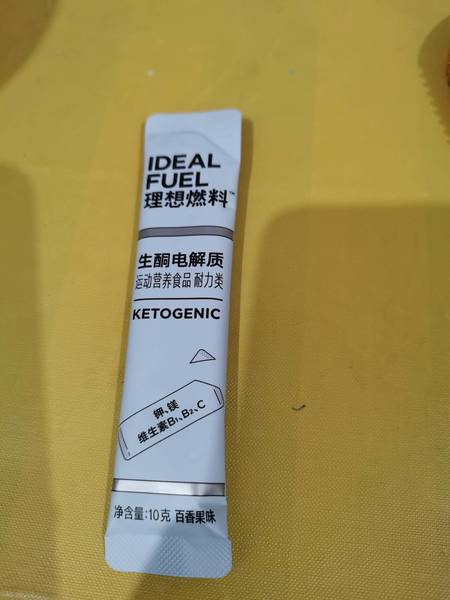 IDEAL
FUEL
理想燃料™
生酮电解质
运动营养食品 耐力类
KETOGENIC
钾、镁
维生素B₁、B₂、C
净含量:10克 百香果味